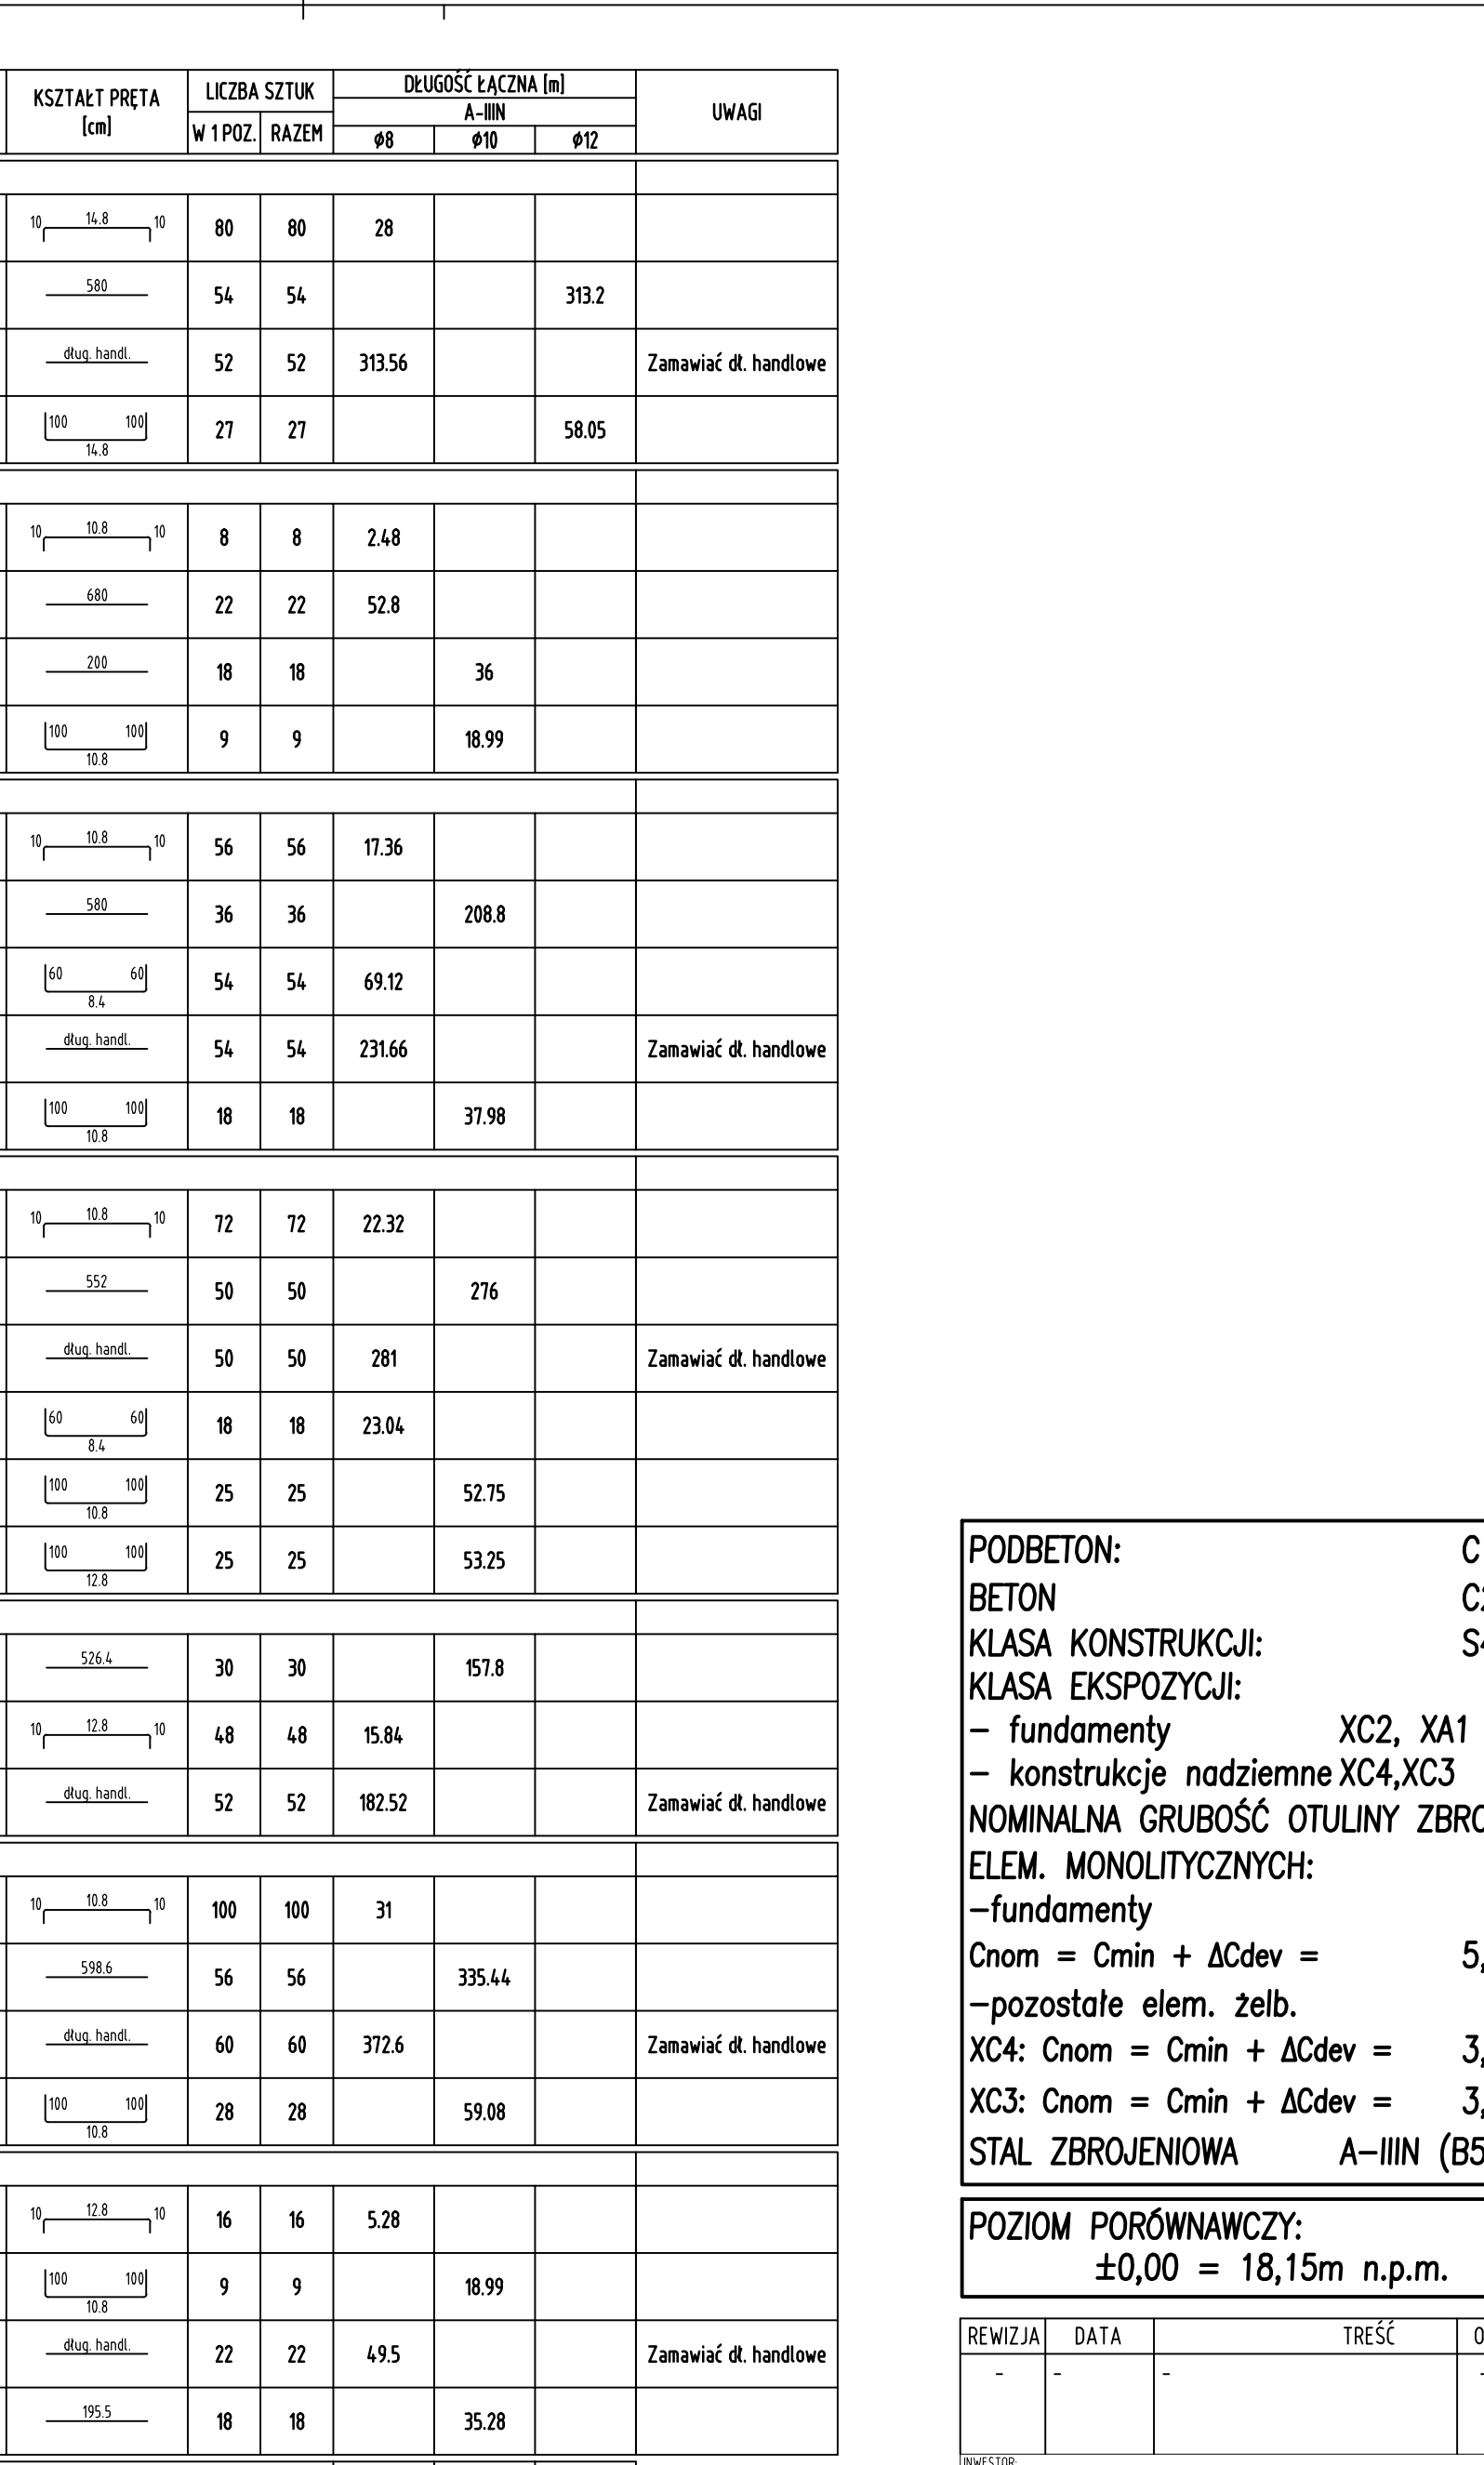 KSZTAŁT PRĘTA [cm] LICZBA SZTUK DŁUGOŚĆ ŁĄCZNA [m] UWAGI
A-IIIN
W 1 POZ. RAZEM ϕ8 ϕ10 ϕ12
10 14.8 10 80 80 28
580 54 54 313.2
dług. handl. 52 52 313.56 Zamawiać dł. handlowe
100 100 14.8 27 27 58.05
10 10.8 10 8 8 2.48
680 22 22 52.8
200 18 18 36
100 100 10.8 9 9 18.99
10 10.8 10 56 56 17.36
580 36 36 208.8
60 60 8.4 54 54 69.12
dług. handl. 54 54 231.66 Zamawiać dł. handlowe
100 100 10.8 18 18 37.98
10 10.8 10 72 72 22.32
552 50 50 276
dług. handl. 50 50 281 Zamawiać dł. handlowe
60 60 8.4 18 18 23.04
100 100 10.8 25 25 52.75
100 100 12.8 25 25 53.25
526.4 30 30 157.8
10 12.8 10 48 48 15.84
dług. handl. 52 52 182.52 Zamawiać dł. handlowe
10 10.8 10 100 100 31
598.6 56 56 335.44
dług. handl. 60 60 372.6 Zamawiać dł. handlowe
100 100 10.8 28 28 59.08
10 12.8 10 16 16 5.28
100 100 10.8 9 9 18.99
dług. handl. 22 22 49.5 Zamawiać dł. handlowe
195.5 18 18 35.28
PODBETON: C
BETON
KLASA KONSTRUKCJI: S4
KLASA EKSPOZYCJI:
- fundamenty XC2, XA1
- konstrukcje nadziemne XC4,XC3
NOMINALNA GRUBOŚĆ OTULINY ZBRO
ELEM. MONOLITYCZNYCH:
-fundamenty
Cnom = Cmin + ΔCdev = 5,
-pozostałe elem. żelb.
XC4: Cnom = Cmin + ΔCdev = 3,
XC3: Cnom = Cmin + ΔCdev = 3,
STAL ZBROJENIOWA A-IIIN (B5
POZIOM PORÓWNAWCZY:
±0,00 = 18,15m n.p.m.
REWIZJA DATA TREŚĆ
- - -
INWESTOR: